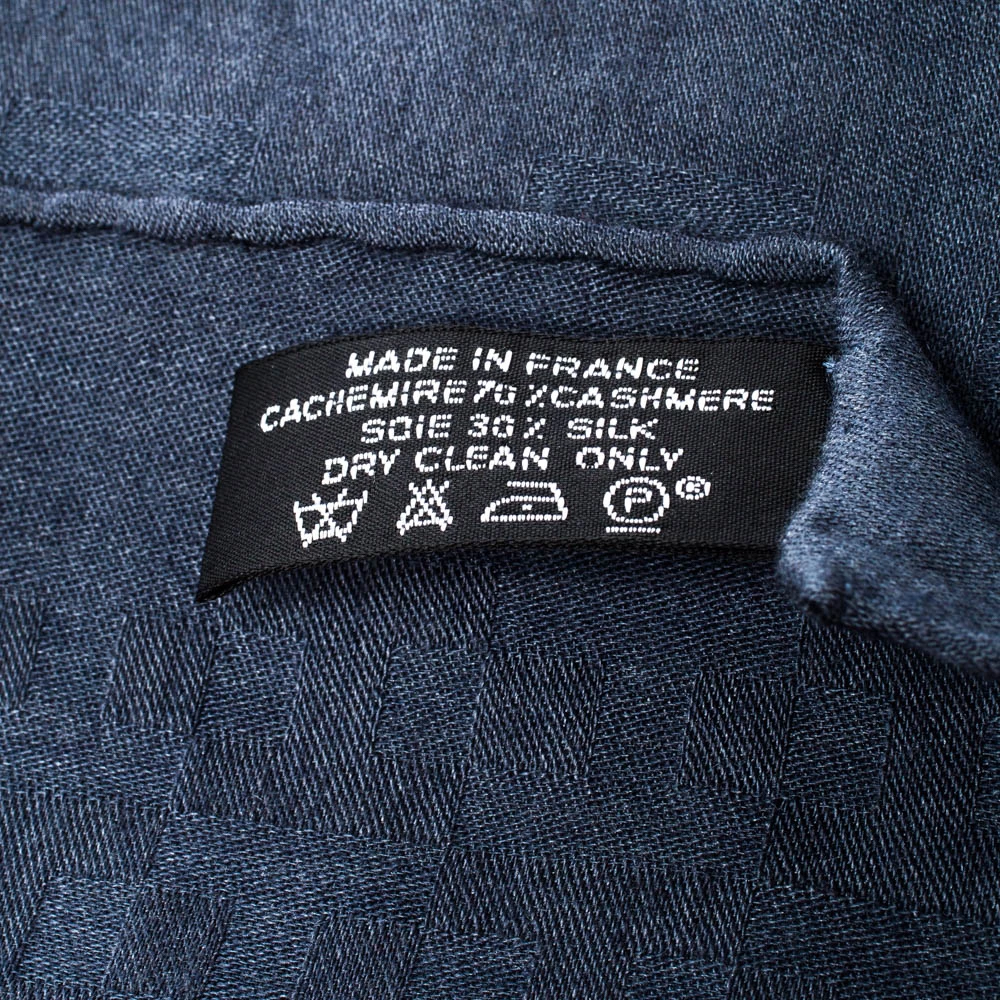 MADE IN FRANCE
CACHEMIRE 70 % CASHMERE
SOIE 30 % SILK
DRY CLEAN ONLY
P ®